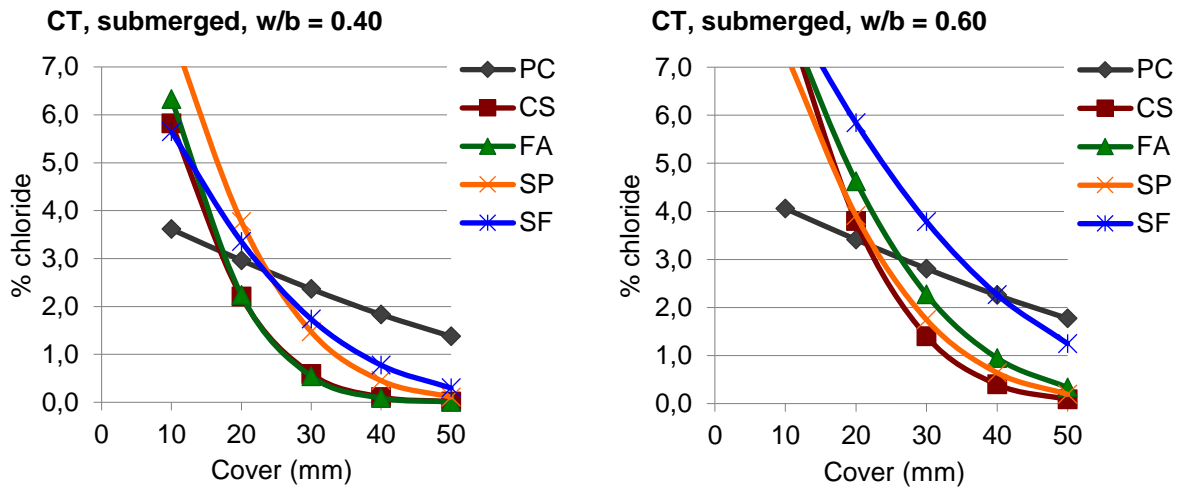 CT, submerged, w/b = 0.40
% chloride
7,0
6,0
5,0
4,0
3,0
2,0
1,0
0,0
0 10 20 30 40 50
Cover (mm)
PC
CS
FA
SP
SF
CT, submerged, w/b = 0.60
% chloride
7,0
6,0
5,0
4,0
3,0
2,0
1,0
0,0
0 10 20 30 40 50
Cover (mm)
PC
CS
FA
SP
SF